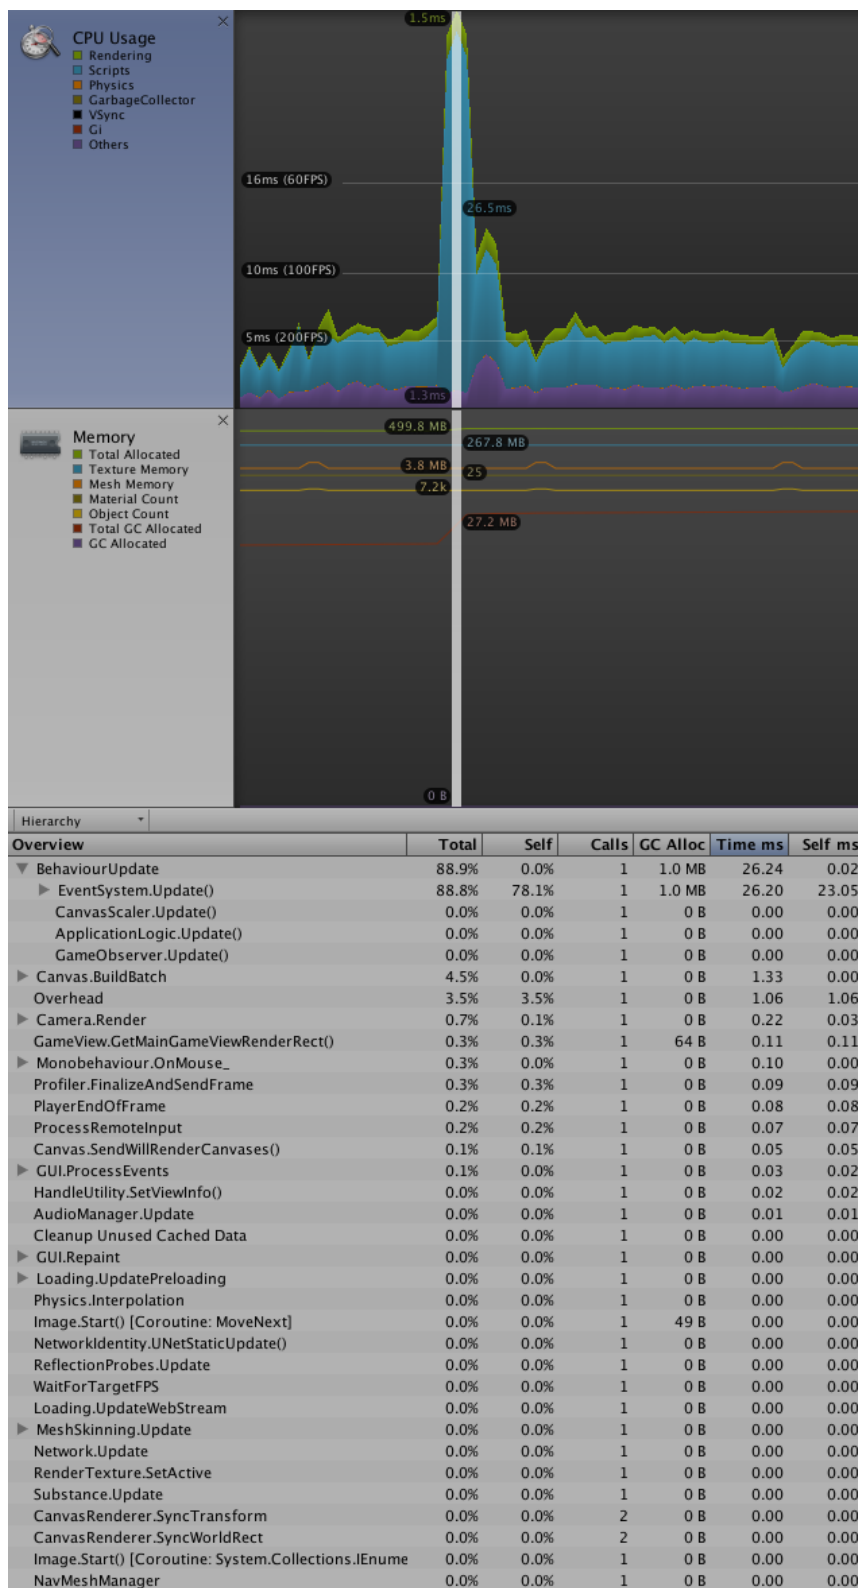 CPU Usage
Rendering
Scripts
Physics
GarbageCollector
VSync
Gi
Others
1.5ms
16ms (60FPS)
26.5ms
10ms (100FPS)
5ms (200FPS)
1.3ms
Memory
Total Allocated
Texture Memory
Mesh Memory
Material Count
Object Count
Total GC Allocated
GC Allocated
499.8 MB
267.8 MB
3.8 MB
25
7.2k
27.2 MB
0 B
Hierarchy
Overview Total Self Calls GC Alloc Time ms Self ms
BehaviourUpdate 88.9% 0.0% 1 1.0 MB 26.24 0.02
EventSystem.Update() 88.8% 78.1% 1 1.0 MB 26.20 23.05
CanvasScaler.Update() 0.0% 0.0% 1 0 B 0.00 0.00
ApplicationLogic.Update() 0.0% 0.0% 1 0 B 0.00 0.00
GameObserver.Update() 0.0% 0.0% 1 0 B 0.00 0.00
Canvas.BuildBatch 4.5% 0.0% 1 0 B 1.33 0.00
Overhead 3.5% 3.5% 1 0 B 1.06 1.06
Camera.Render 0.7% 0.1% 1 0 B 0.22 0.03
GameView.GetMainGameViewRenderRect() 0.3% 0.3% 1 64 B 0.11 0.11
Monobehaviour.OnMouse_ 0.3% 0.0% 1 0 B 0.10 0.00
Profiler.FinalizeAndSendFrame 0.3% 0.3% 1 0 B 0.09 0.09
PlayerEndOfFrame 0.2% 0.2% 1 0 B 0.08 0.08
ProcessRemoteInput 0.2% 0.2% 1 0 B 0.07 0.07
Canvas.SendWillRenderCanvases() 0.1% 0.1% 1 0 B 0.05 0.05
GUI.ProcessEvents 0.1% 0.0% 1 0 B 0.03 0.02
HandleUtility.SetViewInfo() 0.0% 0.0% 1 0 B 0.02 0.02
AudioManager.Update 0.0% 0.0% 1 0 B 0.01 0.01
Cleanup Unused Cached Data 0.0% 0.0% 1 0 B 0.00 0.00
GUI.Repaint 0.0% 0.0% 1 0 B 0.00 0.00
Loading.UpdatePreloading 0.0% 0.0% 1 0 B 0.00 0.00
Physics.Interpolation 0.0% 0.0% 1 0 B 0.00 0.00
Image.Start() [Coroutine: MoveNext] 0.0% 0.0% 1 49 B 0.00 0.00
NetworkIdentity.UNetStaticUpdate() 0.0% 0.0% 1 0 B 0.00 0.00
ReflectionProbes.Update 0.0% 0.0% 1 0 B 0.00 0.00
WaitForTargetFPS 0.0% 0.0% 1 0 B 0.00 0.00
Loading.UpdateWebStream 0.0% 0.0% 1 0 B 0.00 0.00
MeshSkinning.Update 0.0% 0.0% 1 0 B 0.00 0.00
Network.Update 0.0% 0.0% 1 0 B 0.00 0.00
RenderTexture.SetActive 0.0% 0.0% 1 0 B 0.00 0.00
Substance.Update 0.0% 0.0% 1 0 B 0.00 0.00
CanvasRenderer.SyncTransform 0.0% 0.0% 2 0 B 0.00 0.00
CanvasRenderer.SyncWorldRect 0.0% 0.0% 2 0 B 0.00 0.00
Image.Start() [Coroutine: System.Collections.IEnume 0.0% 0.0% 1 0 B 0.00 0.00
NavMeshManager 0.0% 0.0% 1 0 B 0.00 0.00